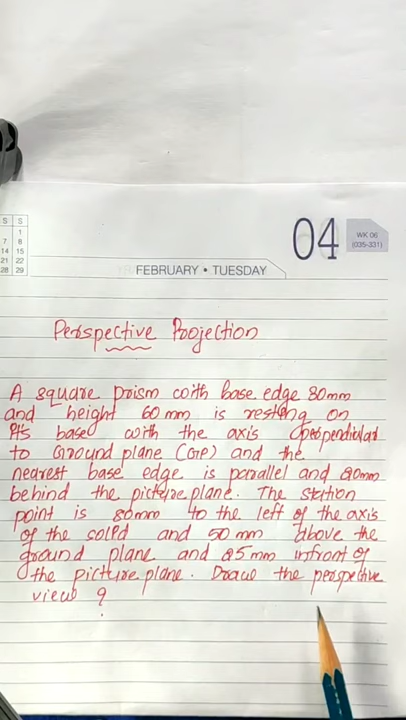 S S
1
7 8
14 15
21 22
28 29
04
WK 06
(035-331)
FEBRUARY • TUESDAY
Perspective Projection
A square prism with base edge 30mm
and height 60mm is resting on
its base with the axis perpendicular
to Ground plane (GP) and the
nearest base edge is parallel and 20mm
behind the picture plane. The station
point is 80mm to the left of the axis
of the solid and 50 mm above the
ground plane and 25mm infront of
the picture plane. Draw the perspective
view ?